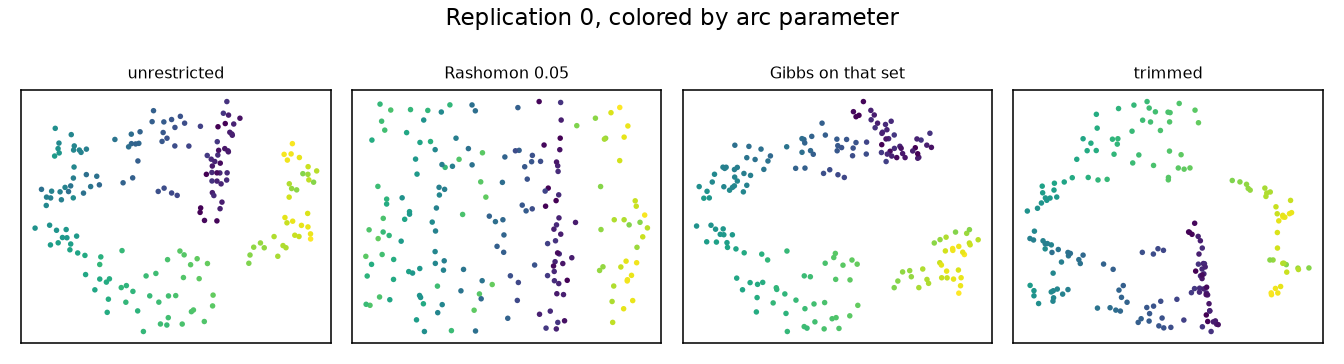 Replication 0, colored by arc parameter
unrestricted
Rashomon 0.05
Gibbs on that set
trimmed